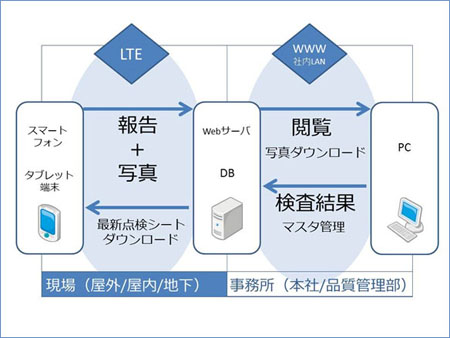 LTE
WWW
社内LAN
スマート
フォン
タブレット
端末
報告
+
写真
最新点検シート
ダウンロード
Webサーバ
DB
閲覧
写真ダウンロード
検査結果
マスタ管理
PC
現場（屋外/屋内/地下）
事務所（本社/品質管理部）